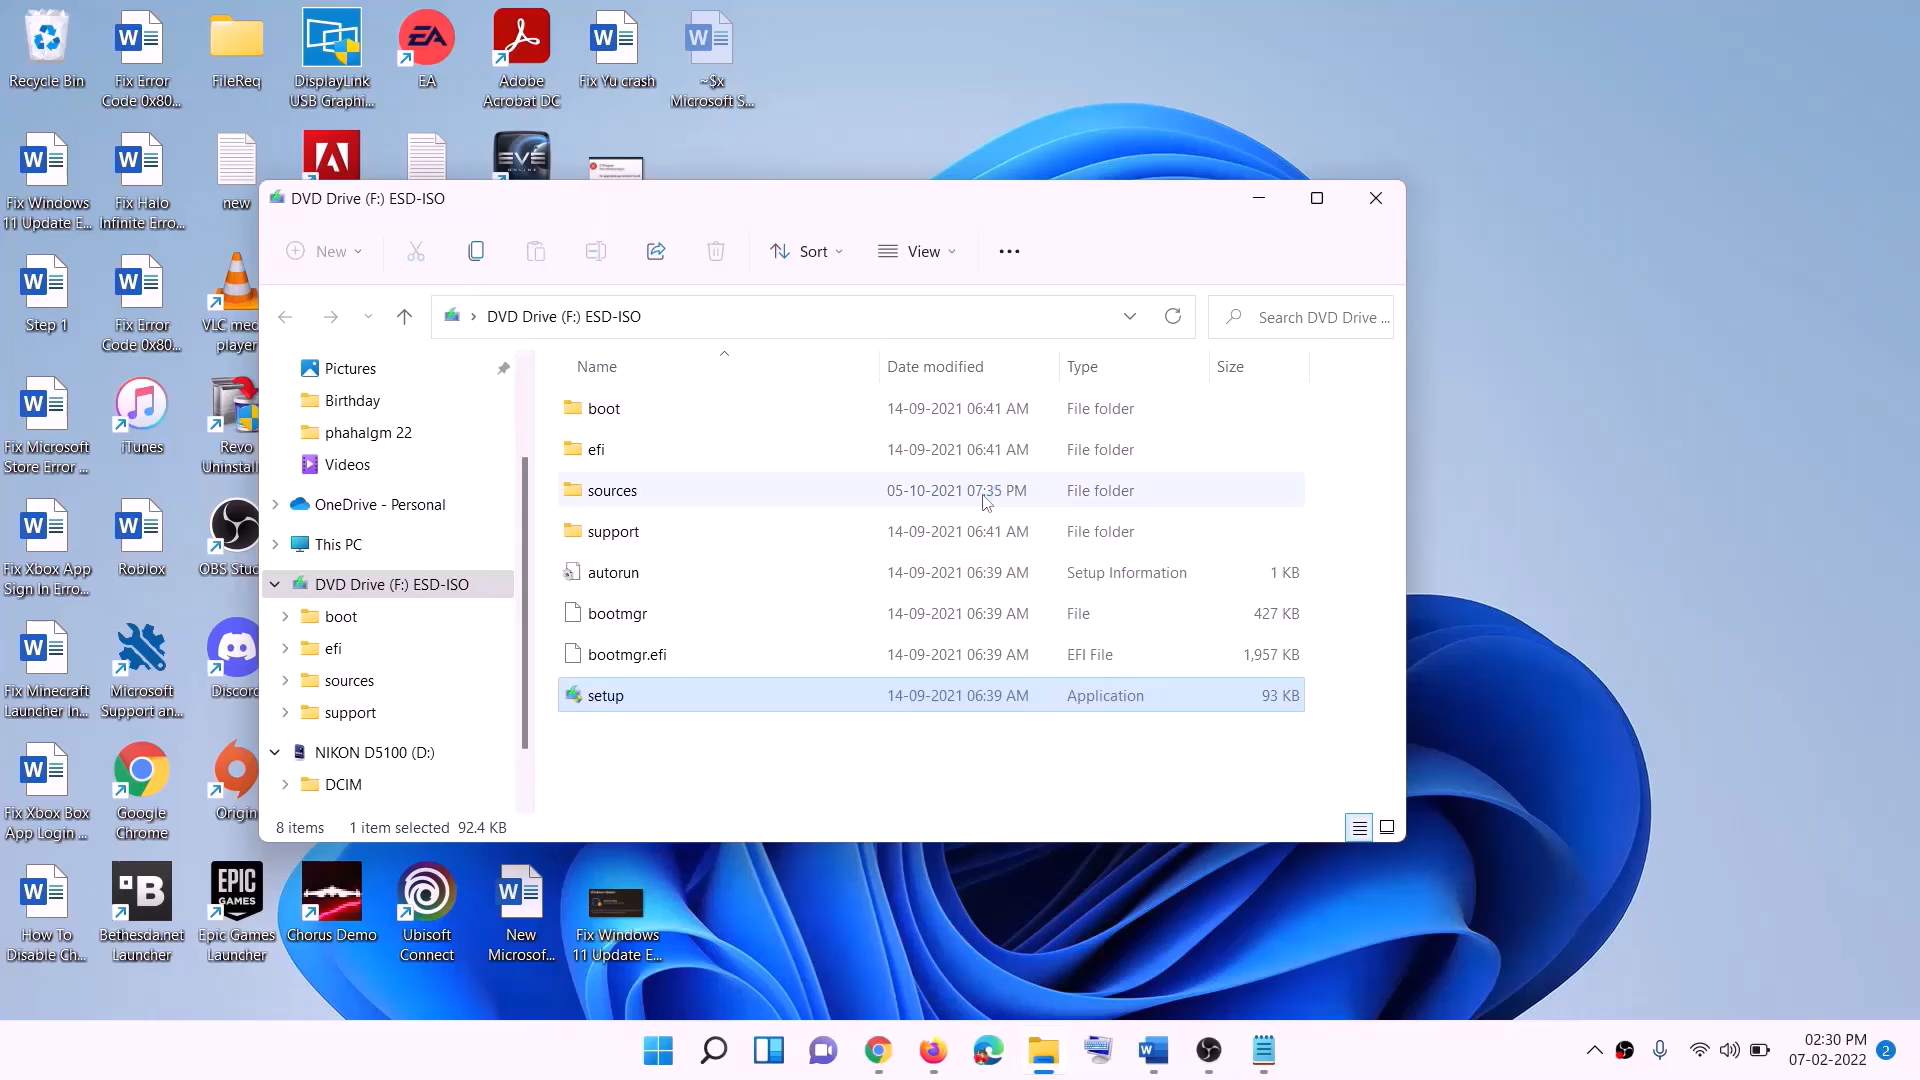 Recycle Bin
Fix Error
Code 0x80...
FileReq
DisplayLink
USB Graphi...
EA
EA
Adobe
Acrobat DC
Fix Yu crash
~$x
Microsoft S...
Fix Windows
11 Update E...
Fix Halo
Infinite Erro...
new
EVE
ONLINE
Step 1
Fix Error
Code 0x80...
VLC med
player
Fix Microsoft
Store Error ...
iTunes
Revo
Uninstall
Fix Xbox App
Sign In Erro...
Roblox
OBS Stud
Fix Minecraft
Launcher In...
Microsoft
Support an...
Discord
Fix Xbox Box
App Login ...
Google
Chrome
Origin
How To
Disable Ch...
Bethesda.net
Launcher
EPIC
GAMES
Epic Games
Launcher
Chorus Demo
Ubisoft
Connect
New
Microsof...
Fix Windows
11 Update E...
DVD Drive (F:) ESD-ISO
New
Sort
View
DVD Drive (F:) ESD-ISO
Search DVD Drive ...
Pictures
Birthday
phahalgm 22
Videos
OneDrive - Personal
This PC
DVD Drive (F:) ESD-ISO
boot
efi
sources
support
NIKON D5100 (D:)
DCIM
Name Date modified Type Size
boot 14-09-2021 06:41 AM File folder
efi 14-09-2021 06:41 AM File folder
sources 05-10-2021 07:35 PM File folder
support 14-09-2021 06:41 AM File folder
autorun 14-09-2021 06:39 AM Setup Information 1 KB
bootmgr 14-09-2021 06:39 AM File 427 KB
bootmgr.efi 14-09-2021 06:39 AM EFI File 1,957 KB
setup 14-09-2021 06:39 AM Application 93 KB
8 items 1 item selected 92.4 KB
02:30 PM
07-02-2022
2